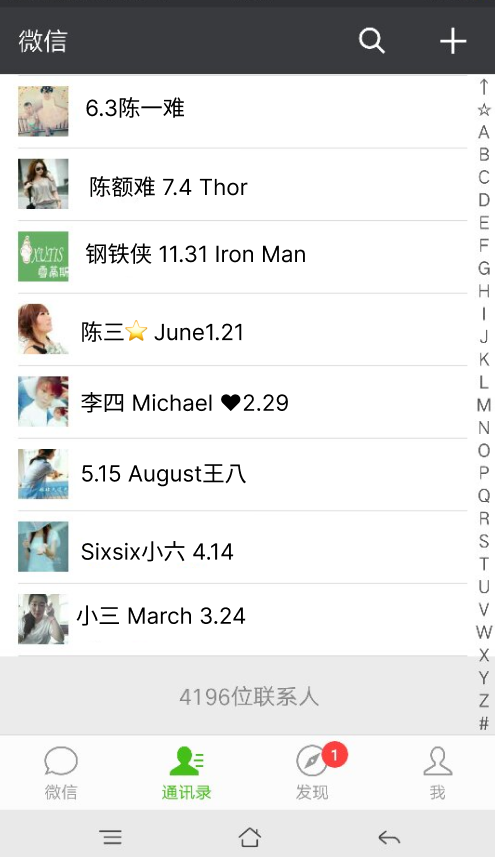 微信
6.3陈一难
陈额难 7.4 Thor
钢铁侠 11.31 Iron Man
陈三⭐ June1.21
李四 Michael ♥2.29
5.15 August王八
Sixsix小六 4.14
小三 March 3.24
↑
☆
A
B
C
D
E
F
G
H
I
J
K
L
M
N
O
P
Q
R
S
T
U
V
W
X
Y
Z
#
4196位联系人
1
微信
通讯录
发现
我